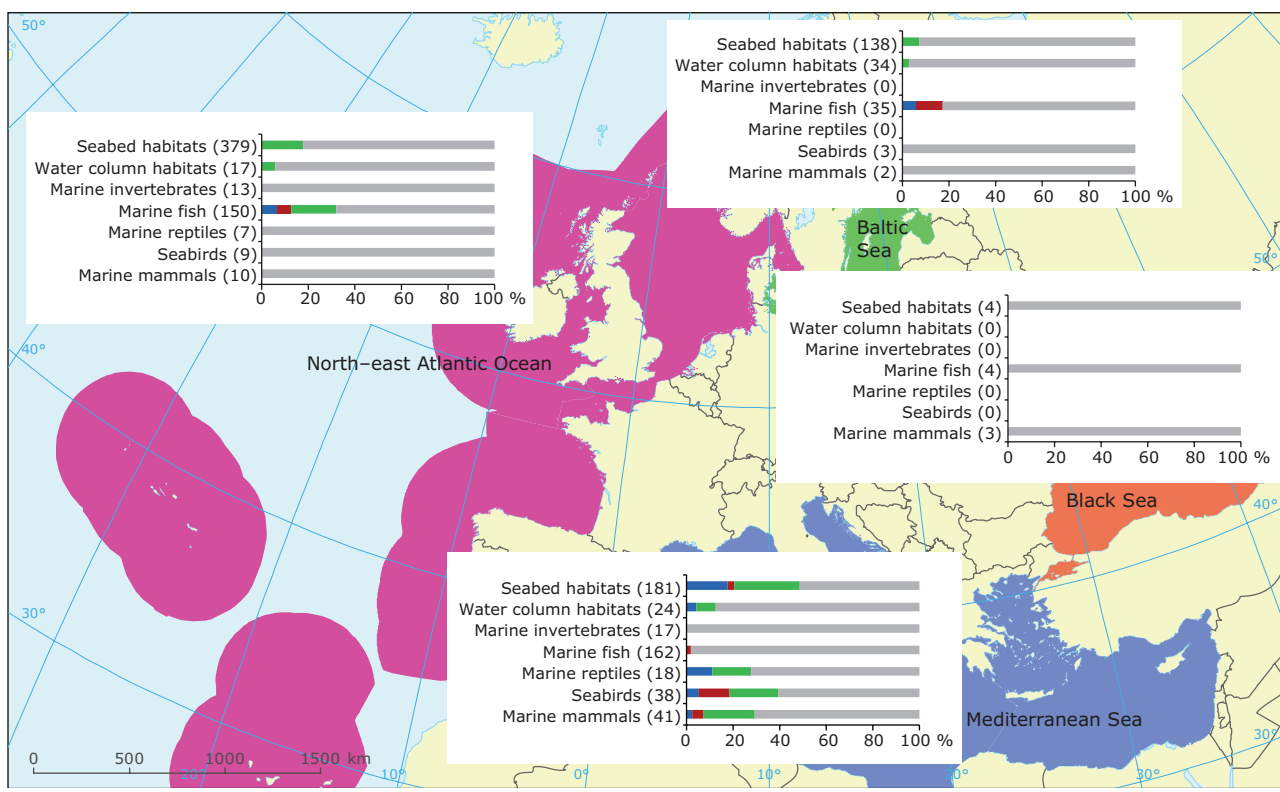 50°
Seabed habitats (138)
Water column habitats (34)
Marine invertebrates (0)
Marine fish (35)
Marine reptiles (0)
Seabirds (3)
Marine mammals (2)
0 20 40 60 80 100 %
Seabed habitats (379)
Water column habitats (17)
Marine invertebrates (13)
Marine fish (150)
Marine reptiles (7)
Seabirds (9)
Marine mammals (10)
0 20 40 60 80 100 %
Baltic
Sea
50°
Seabed habitats (4)
Water column habitats (0)
Marine invertebrates (0)
Marine fish (4)
Marine reptiles (0)
Seabirds (0)
Marine mammals (3)
0 20 40 60 80 100 %
40°
North-east Atlantic Ocean
Black Sea
40°
Seabed habitats (181)
Water column habitats (24)
Marine invertebrates (17)
Marine fish (162)
Marine reptiles (18)
Seabirds (38)
Marine mammals (41)
0 20 40 60 80 100 %
30°
Mediterranean Sea
30°
0 500 1000 1500 km
20° 10° 0° 10° 20° 30°